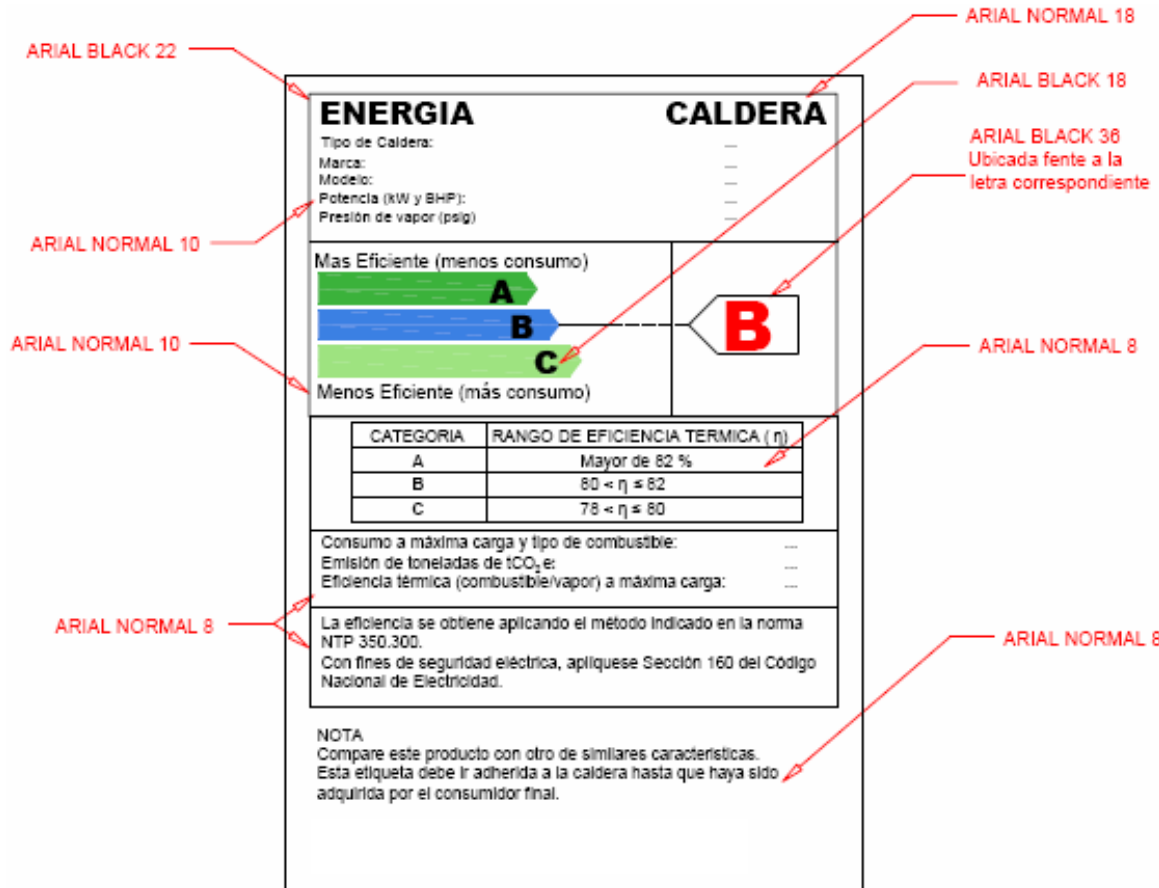 ARIAL NORMAL 18
ARIAL BLACK 22
ARIAL BLACK 18
ENERGIA CALDERA
Tipo de Caldera: ...
Marca: ...
Modelo: ...
Potencia (kW y BHP): ...
Presión de vapor (psig) ...
ARIAL BLACK 36
Ubicada fente a la
letra correspondiente
ARIAL NORMAL 10
Mas Eficiente (menos consumo)
A
B
B
C
ARIAL NORMAL 10
ARIAL NORMAL 8
Menos Eficiente (más consumo)
CATEGORIA RANGO DE EFICIENCIA TERMICA ( η)
A Mayor de 82 %
B 80 < η ≤ 82
C 78 < η ≤ 80
Consumo a máxima carga y tipo de combustible: ...
Emisión de toneladas de tCO₂e: ...
Eficiencia térmica (combustible/vapor) a máxima carga: ...
ARIAL NORMAL 8
La eficiencia se obtiene aplicando el método indicado en la norma
NTP 350.300.
Con fines de seguridad eléctrica, aplíquese Sección 160 del Código
Nacional de Electricidad.
ARIAL NORMAL 8
NOTA
Compare este producto con otro de similares características.
Esta etiqueta debe ir adherida a la caldera hasta que haya sido
adquirida por el consumidor final.